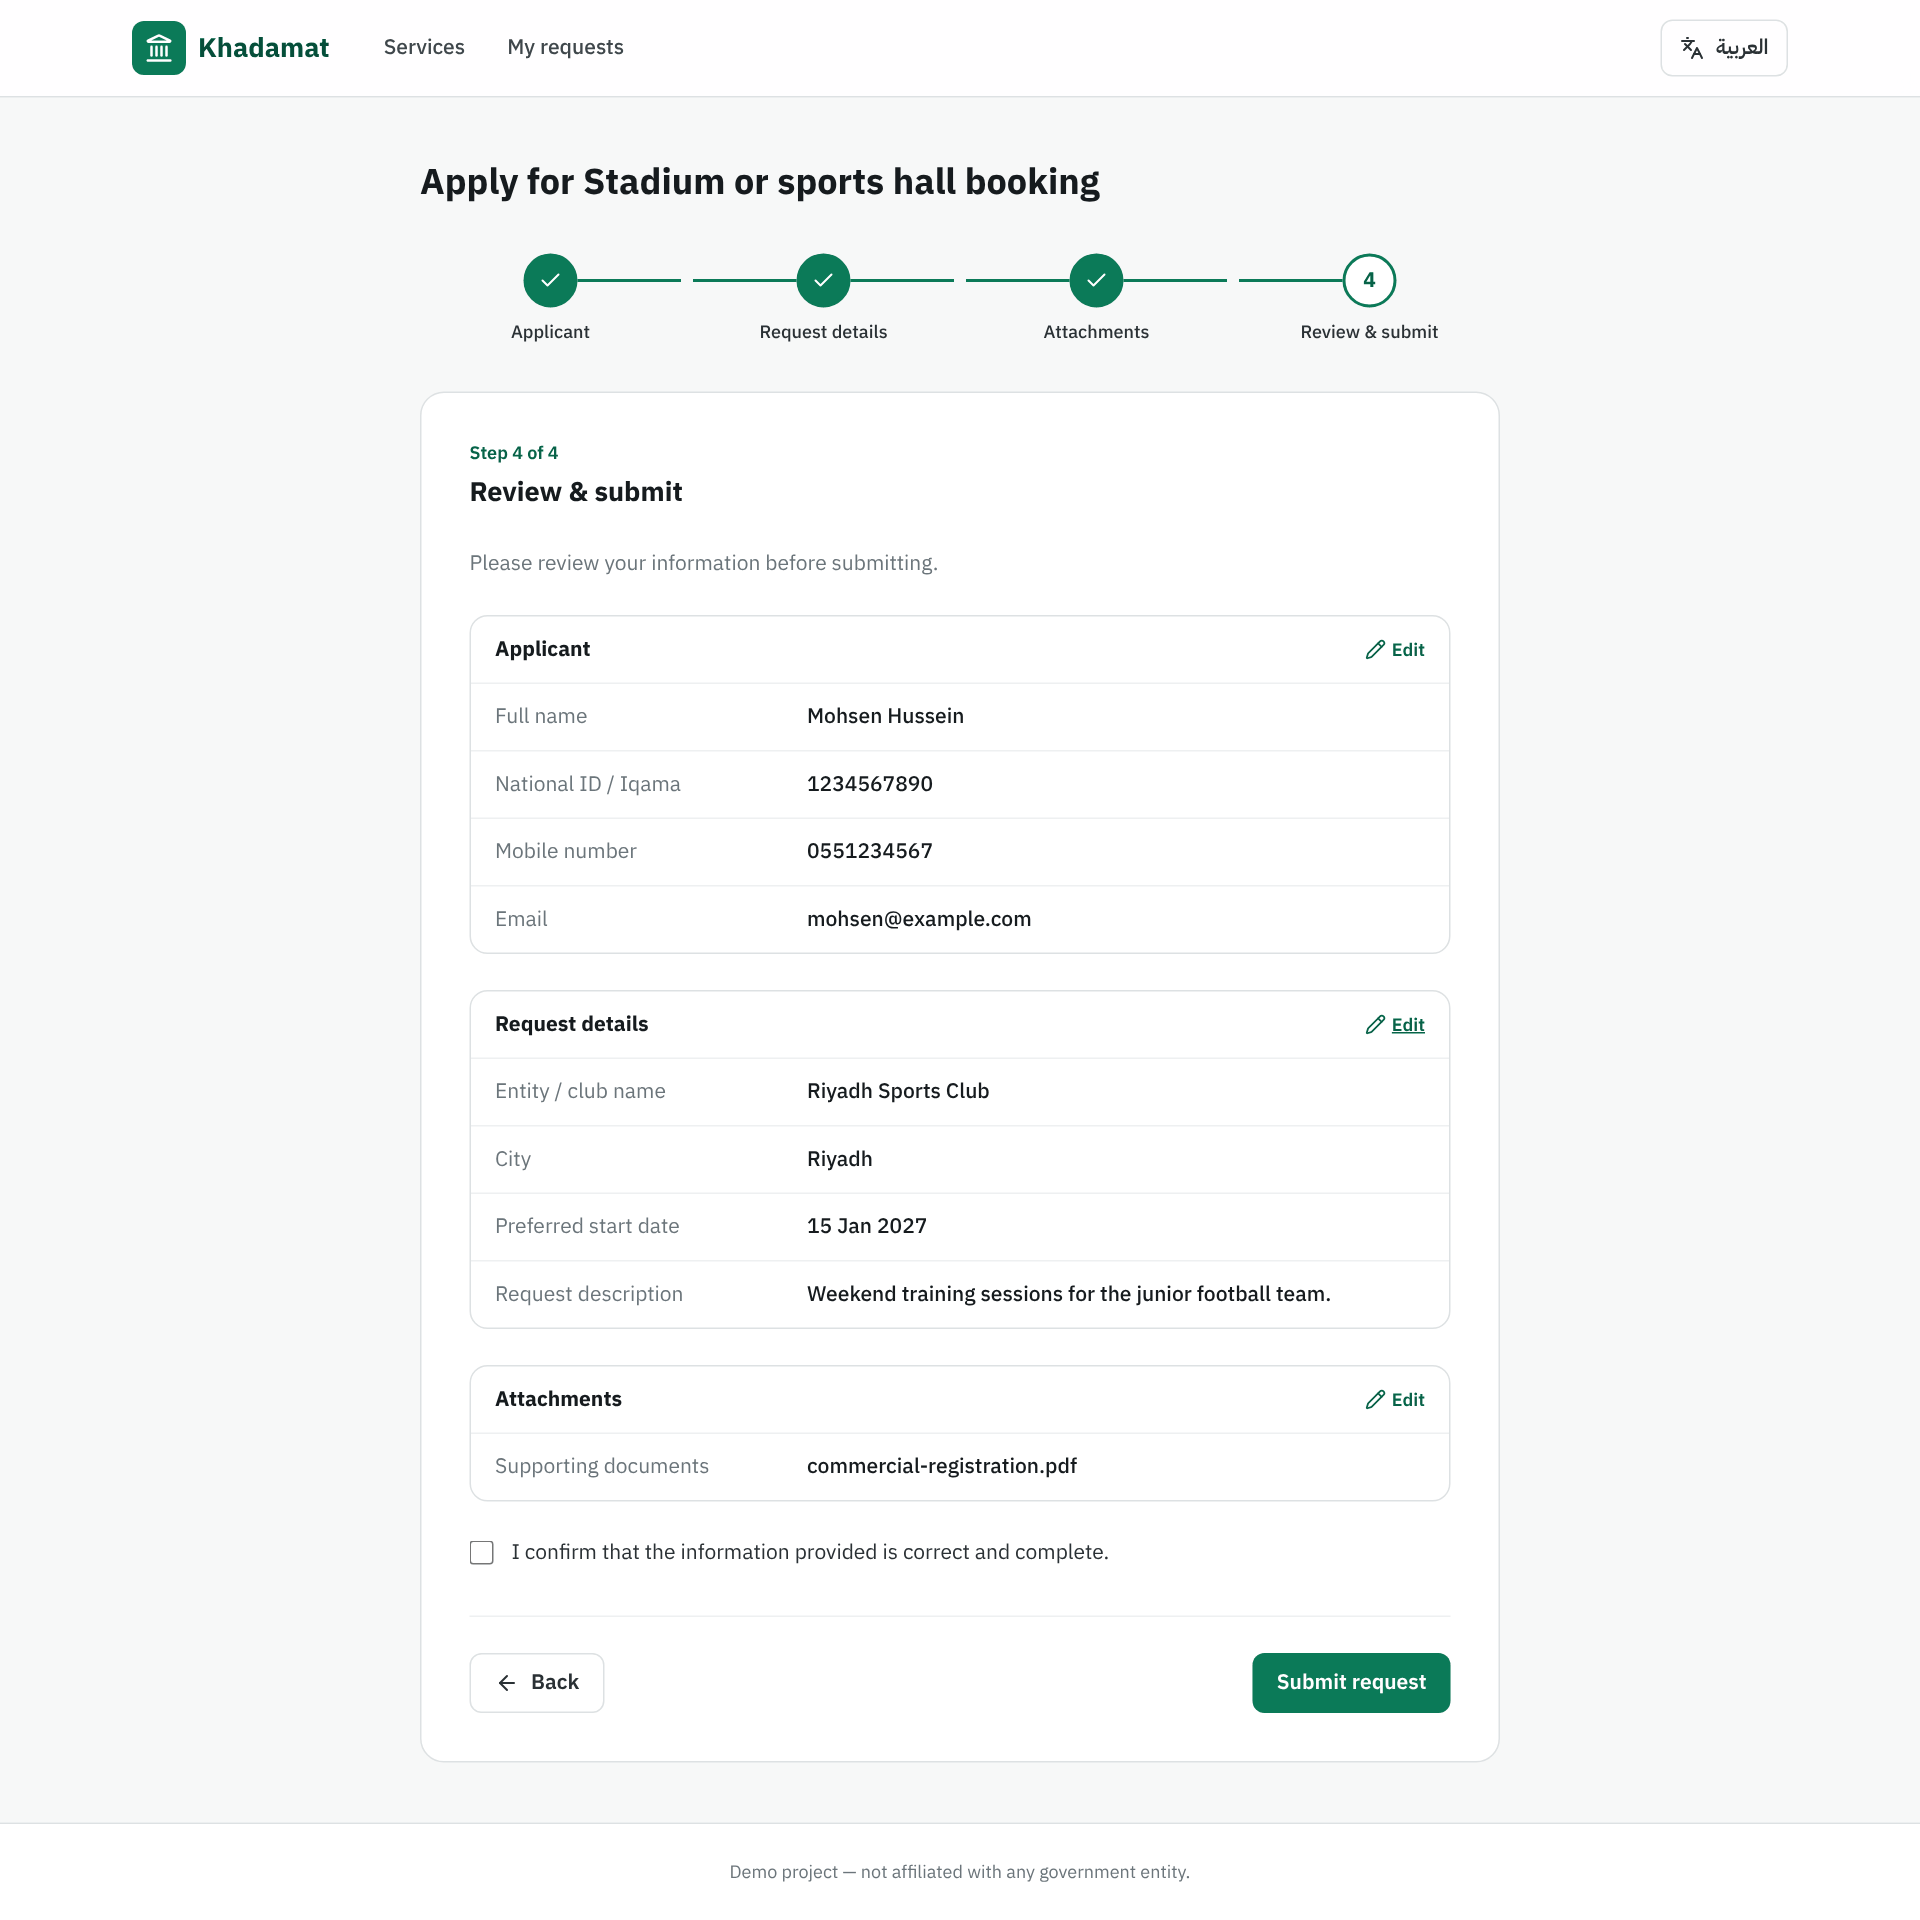 Khadamat
Services
My requests
العربية
Apply for Stadium or sports hall booking
4
Applicant
Request details
Attachments
Review & submit
Step 4 of 4
Review & submit
Please review your information before submitting.
Applicant
Edit
Full name
Mohsen Hussein
National ID / Iqama
1234567890
Mobile number
0551234567
Email
mohsen@example.com
Request details
Edit
Entity / club name
Riyadh Sports Club
City
Riyadh
Preferred start date
15 Jan 2027
Request description
Weekend training sessions for the junior football team.
Attachments
Edit
Supporting documents
commercial-registration.pdf
I confirm that the information provided is correct and complete.
Back
Submit request
Demo project — not affiliated with any government entity.